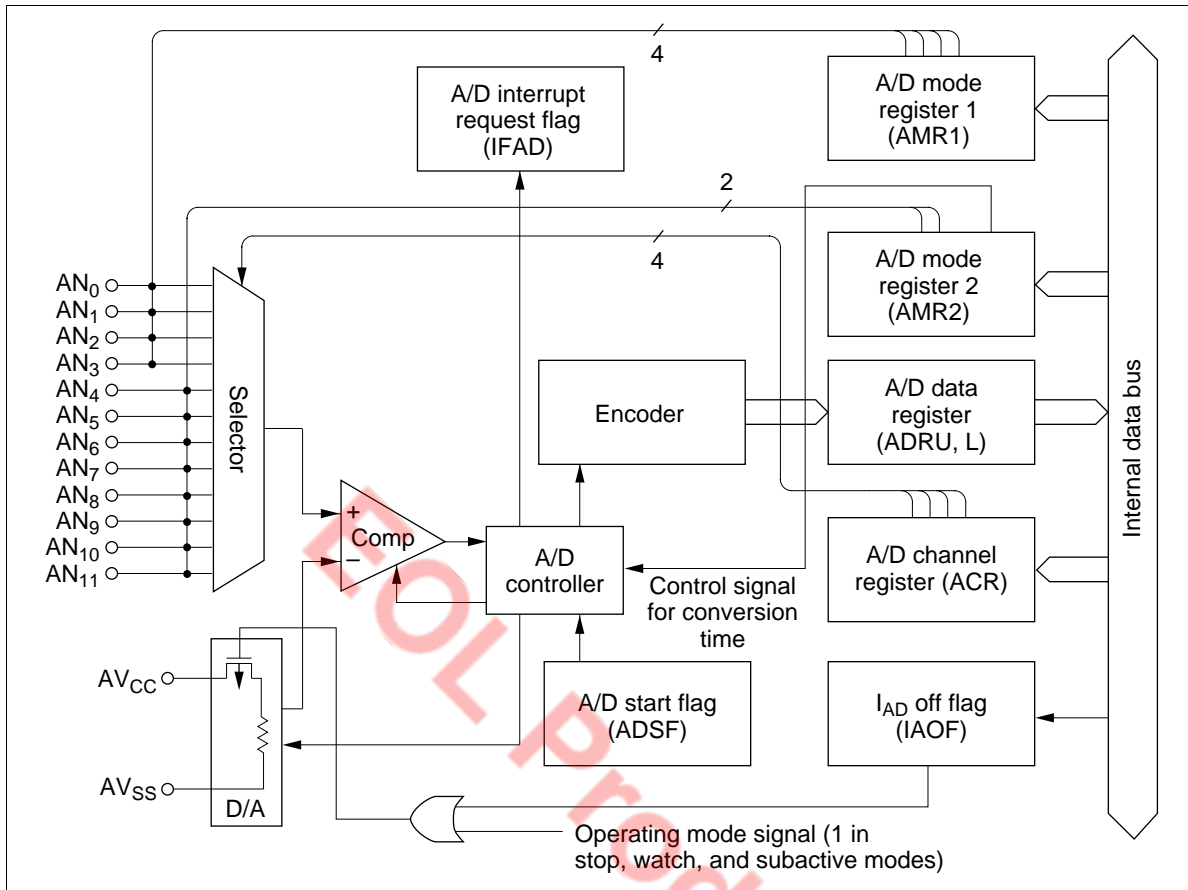 4
A/D mode
register 1
(AMR1)
A/D interrupt
request flag
(IFAD)
2
4
A/D mode
register 2
(AMR2)
AN0
AN1
AN2
AN3
AN4
AN5
AN6
AN7
AN8
AN9
AN10
AN11
Selector
Encoder
A/D data
register
(ADRU, L)
Internal data bus
+
Comp
–
A/D
controller
Control signal
for conversion
time
A/D channel
register (ACR)
AVCC
AVSS
D/A
A/D start flag
(ADSF)
IAD off flag
(IAOF)
Operating mode signal (1 in
stop, watch, and subactive modes)
EOL Prod